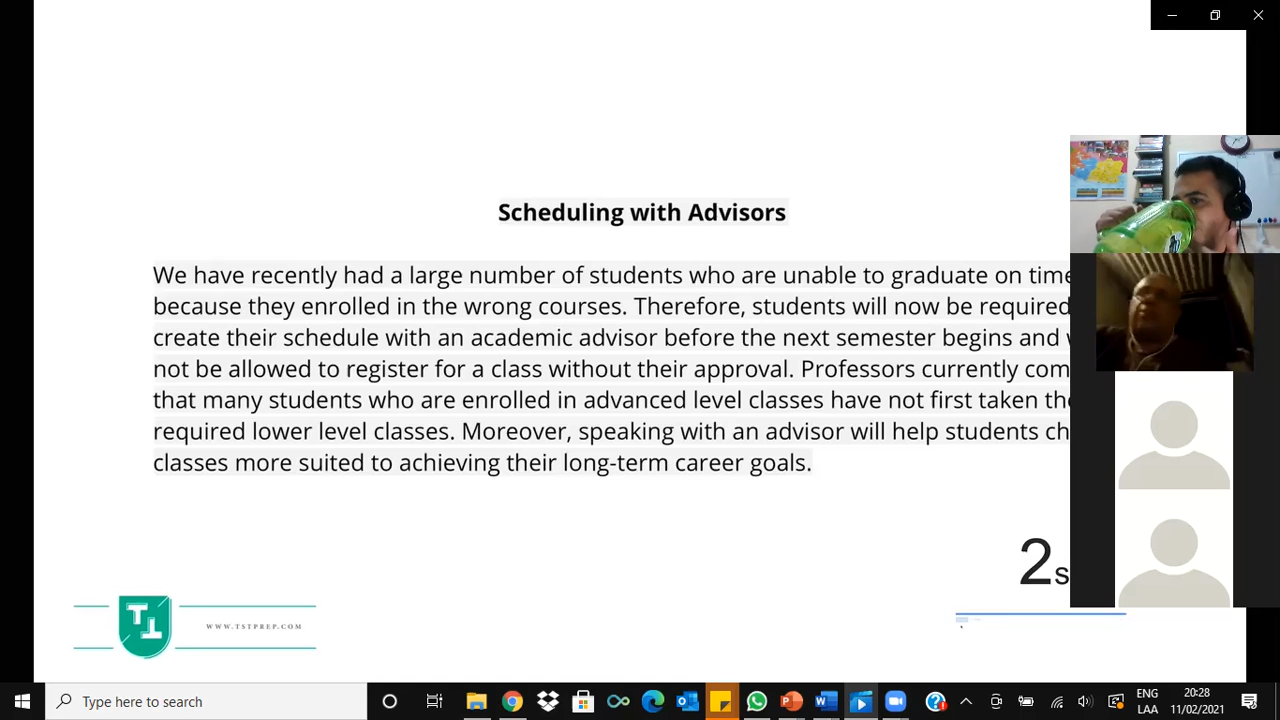 Scheduling with Advisors
We have recently had a large number of students who are unable to graduate on time
because they enrolled in the wrong courses. Therefore, students will now be required
create their schedule with an academic advisor before the next semester begins and
not be allowed to register for a class without their approval. Professors currently
that many students who are enrolled in advanced level classes have not first taken
required lower level classes. Moreover, speaking with an advisor will help students
classes more suited to achieving their long-term career goals.
2s
WWW.TSTPREP.COM
Type here to search
ENG
LAA
20:28
11/02/2021